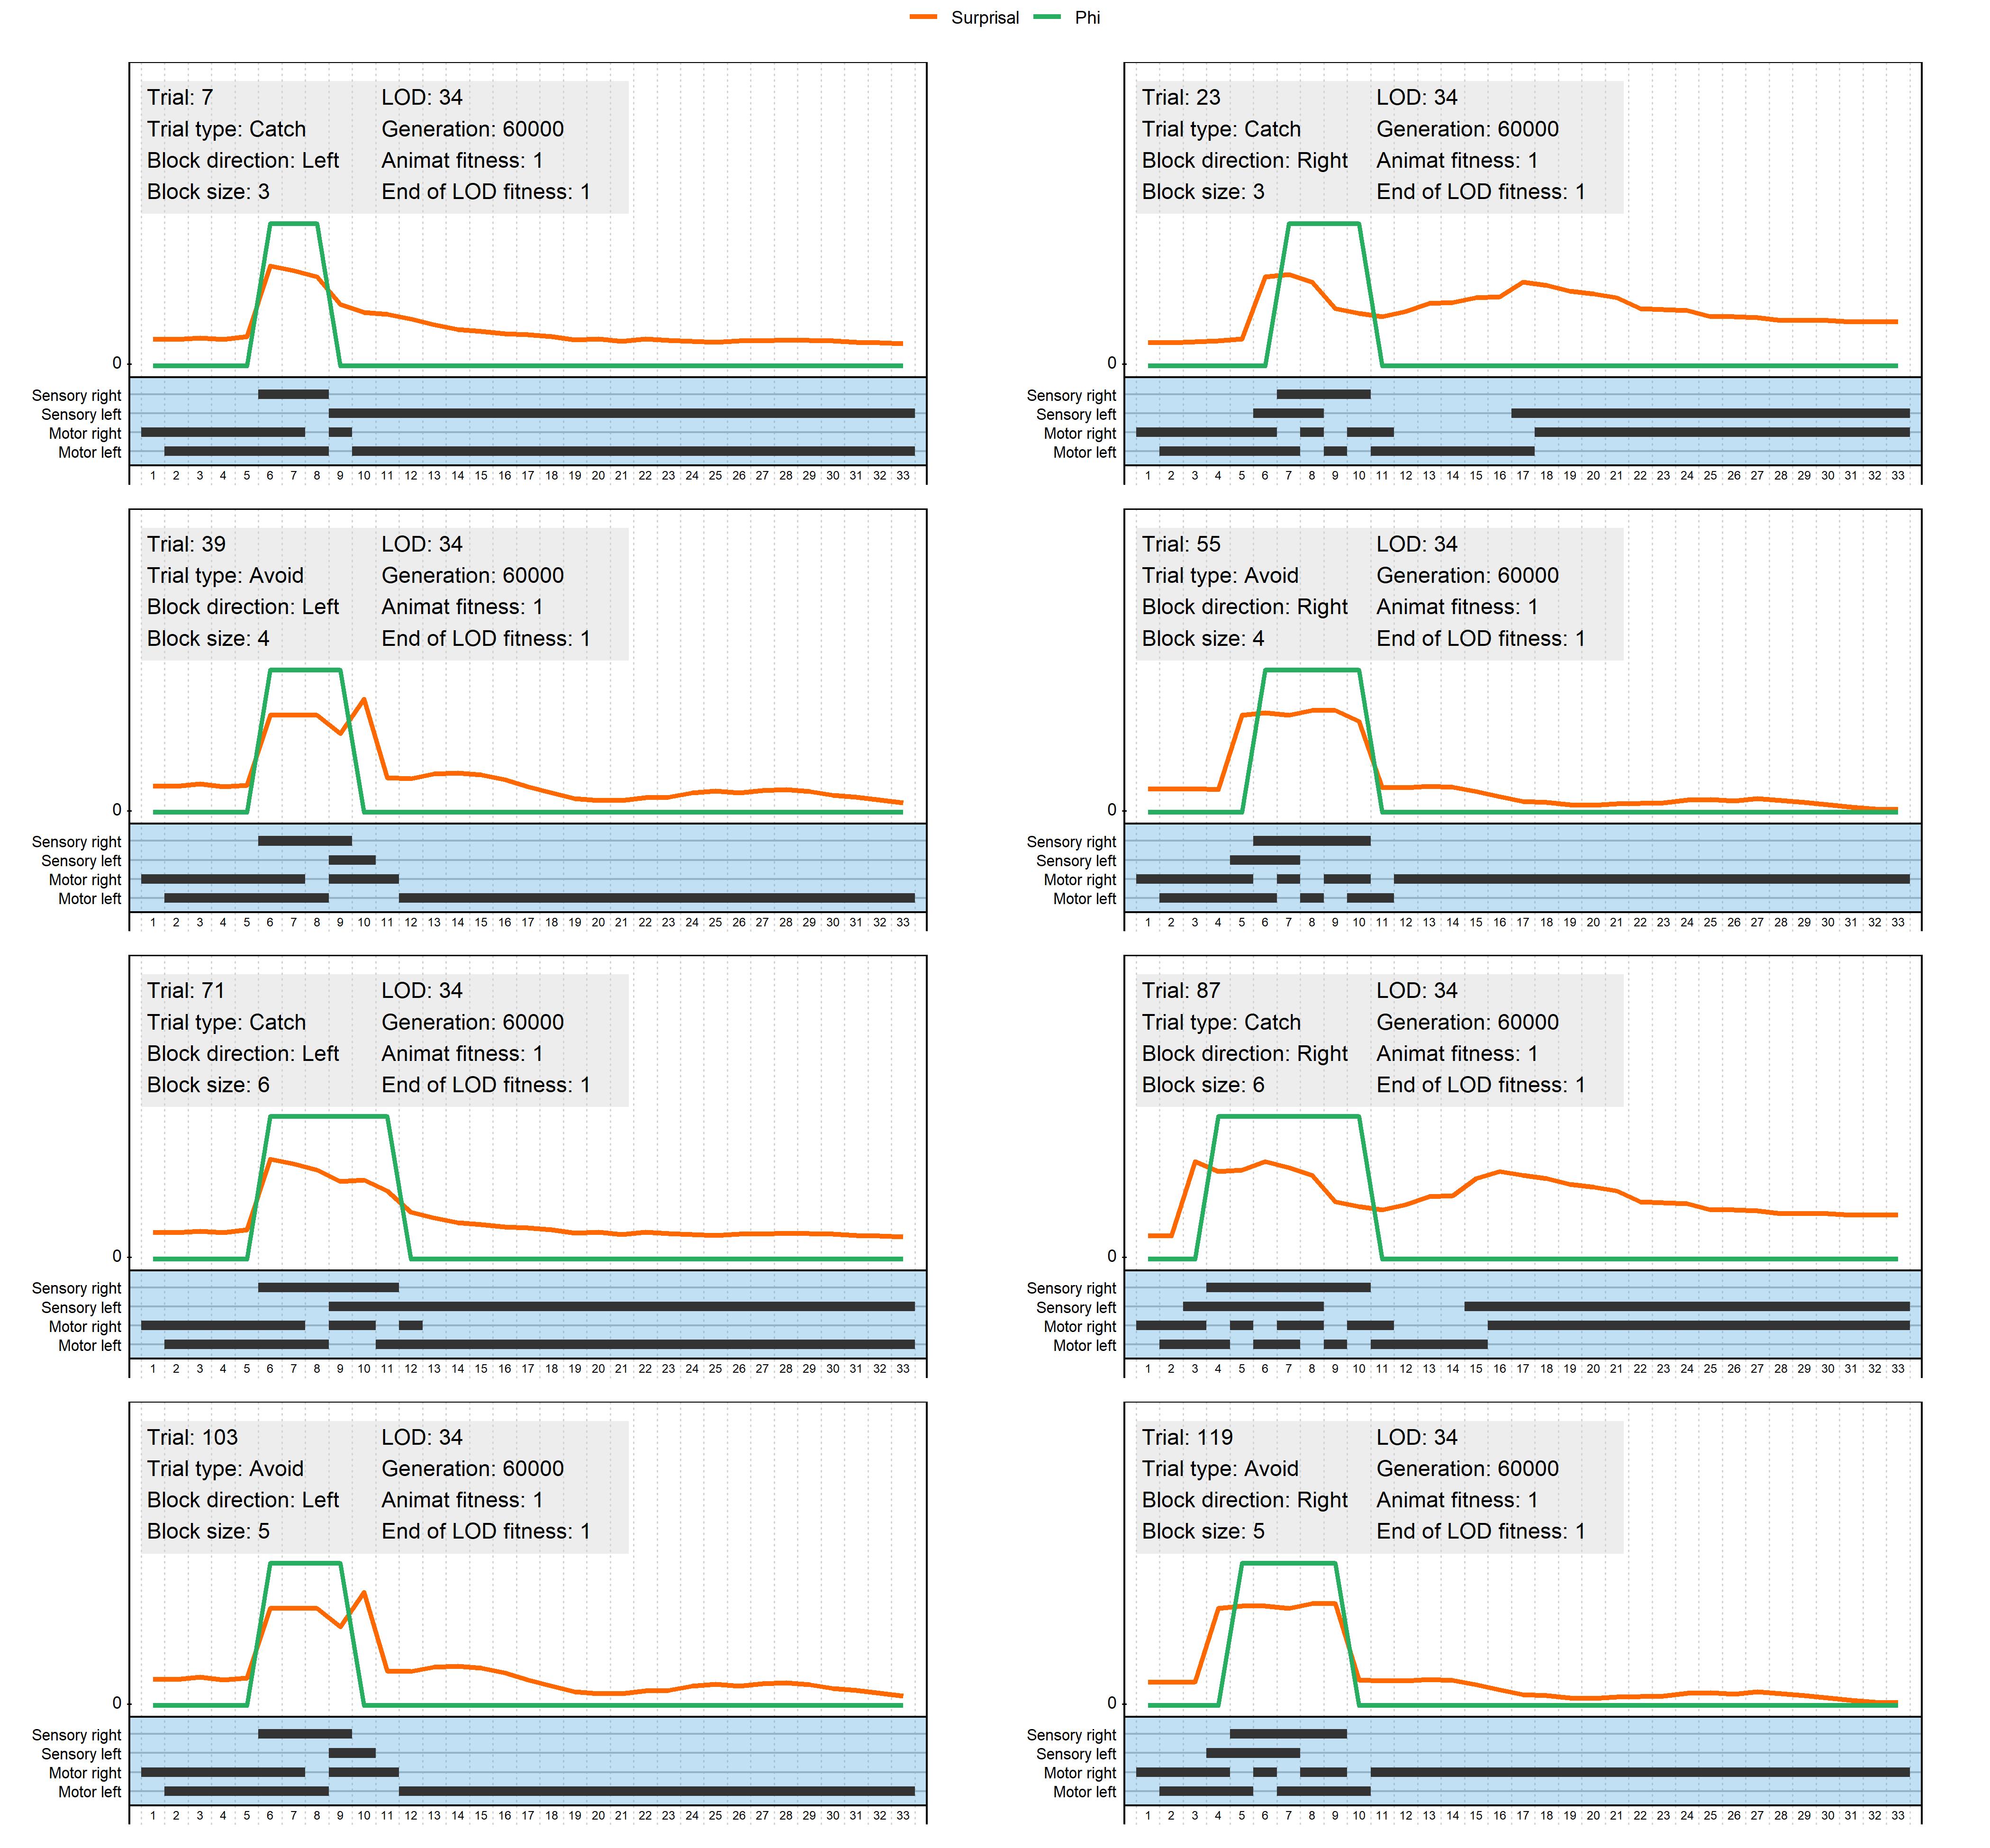 Surprisal Phi
Trial: 7 LOD: 34
Trial type: Catch Generation: 60000
Block direction: Left Animat fitness: 1
Block size: 3 End of LOD fitness: 1
0
Sensory right
Sensory left
Motor right
Motor left
1 2 3 4 5 6 7 8 9 10 11 12 13 14 15 16 17 18 19 20 21 22 23 24 25 26 27 28 29 30 31 32 33
Trial: 23 LOD: 34
Trial type: Catch Generation: 60000
Block direction: Right Animat fitness: 1
Block size: 3 End of LOD fitness: 1
0
Sensory right
Sensory left
Motor right
Motor left
1 2 3 4 5 6 7 8 9 10 11 12 13 14 15 16 17 18 19 20 21 22 23 24 25 26 27 28 29 30 31 32 33
Trial: 39 LOD: 34
Trial type: Avoid Generation: 60000
Block direction: Left Animat fitness: 1
Block size: 4 End of LOD fitness: 1
0
Sensory right
Sensory left
Motor right
Motor left
1 2 3 4 5 6 7 8 9 10 11 12 13 14 15 16 17 18 19 20 21 22 23 24 25 26 27 28 29 30 31 32 33
Trial: 55 LOD: 34
Trial type: Avoid Generation: 60000
Block direction: Right Animat fitness: 1
Block size: 4 End of LOD fitness: 1
0
Sensory right
Sensory left
Motor right
Motor left
1 2 3 4 5 6 7 8 9 10 11 12 13 14 15 16 17 18 19 20 21 22 23 24 25 26 27 28 29 30 31 32 33
Trial: 71 LOD: 34
Trial type: Catch Generation: 60000
Block direction: Left Animat fitness: 1
Block size: 6 End of LOD fitness: 1
0
Sensory right
Sensory left
Motor right
Motor left
1 2 3 4 5 6 7 8 9 10 11 12 13 14 15 16 17 18 19 20 21 22 23 24 25 26 27 28 29 30 31 32 33
Trial: 87 LOD: 34
Trial type: Catch Generation: 60000
Block direction: Right Animat fitness: 1
Block size: 6 End of LOD fitness: 1
0
Sensory right
Sensory left
Motor right
Motor left
1 2 3 4 5 6 7 8 9 10 11 12 13 14 15 16 17 18 19 20 21 22 23 24 25 26 27 28 29 30 31 32 33
Trial: 103 LOD: 34
Trial type: Avoid Generation: 60000
Block direction: Left Animat fitness: 1
Block size: 5 End of LOD fitness: 1
0
Sensory right
Sensory left
Motor right
Motor left
1 2 3 4 5 6 7 8 9 10 11 12 13 14 15 16 17 18 19 20 21 22 23 24 25 26 27 28 29 30 31 32 33
Trial: 119 LOD: 34
Trial type: Avoid Generation: 60000
Block direction: Right Animat fitness: 1
Block size: 5 End of LOD fitness: 1
0
Sensory right
Sensory left
Motor right
Motor left
1 2 3 4 5 6 7 8 9 10 11 12 13 14 15 16 17 18 19 20 21 22 23 24 25 26 27 28 29 30 31 32 33